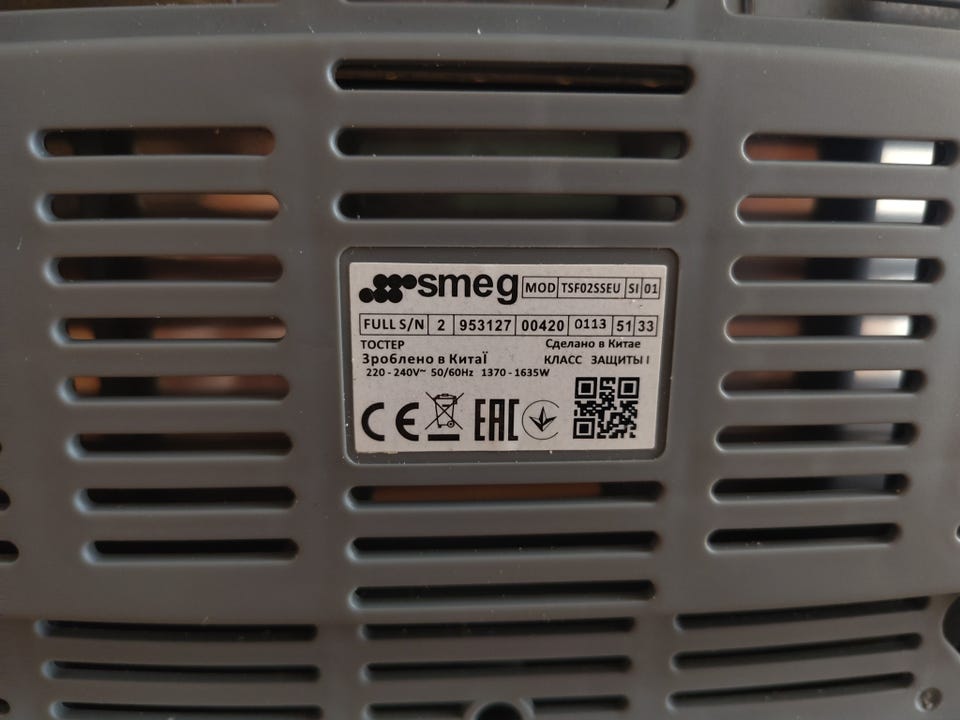 smeg MOD TSF02SSEU SI 01
FULL S/N 2 953127 00420 0113 51 33
ТОСТЕР Сделано в Китае
Зроблено в Китаї КЛАСС ЗАЩИТЫ I
220 - 240V~ 50/60Hz 1370 - 1635W
CE EAC